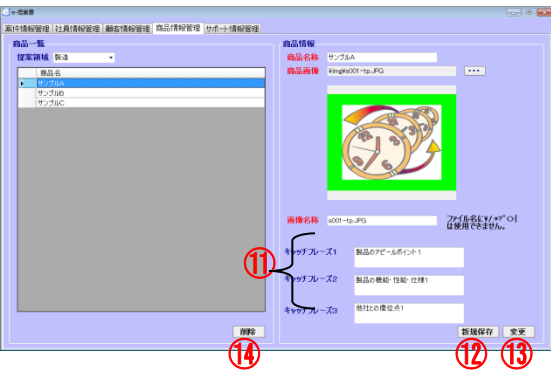 e-提案書
案件情報管理 社員情報管理 顧客情報管理 商品情報管理 サポート情報管理
商品一覧
提案領域 製造
商品名
サンプルA
サンプルB
サンプルC
削除
⑭
商品情報
商品名称 サンプルA
商品画像 ¥img¥s001-tp.JPG ...
画像名称 s001-tp.JPG
ファイル名に¥/:*?"<>|
は使用できません。
⑪
キャッチフレーズ1 製品のアピールポイント1
キャッチフレーズ2 製品の機能・性能・仕様1
キャッチフレーズ3 他社との優位点1
新規保存 変更
⑫ ⑬